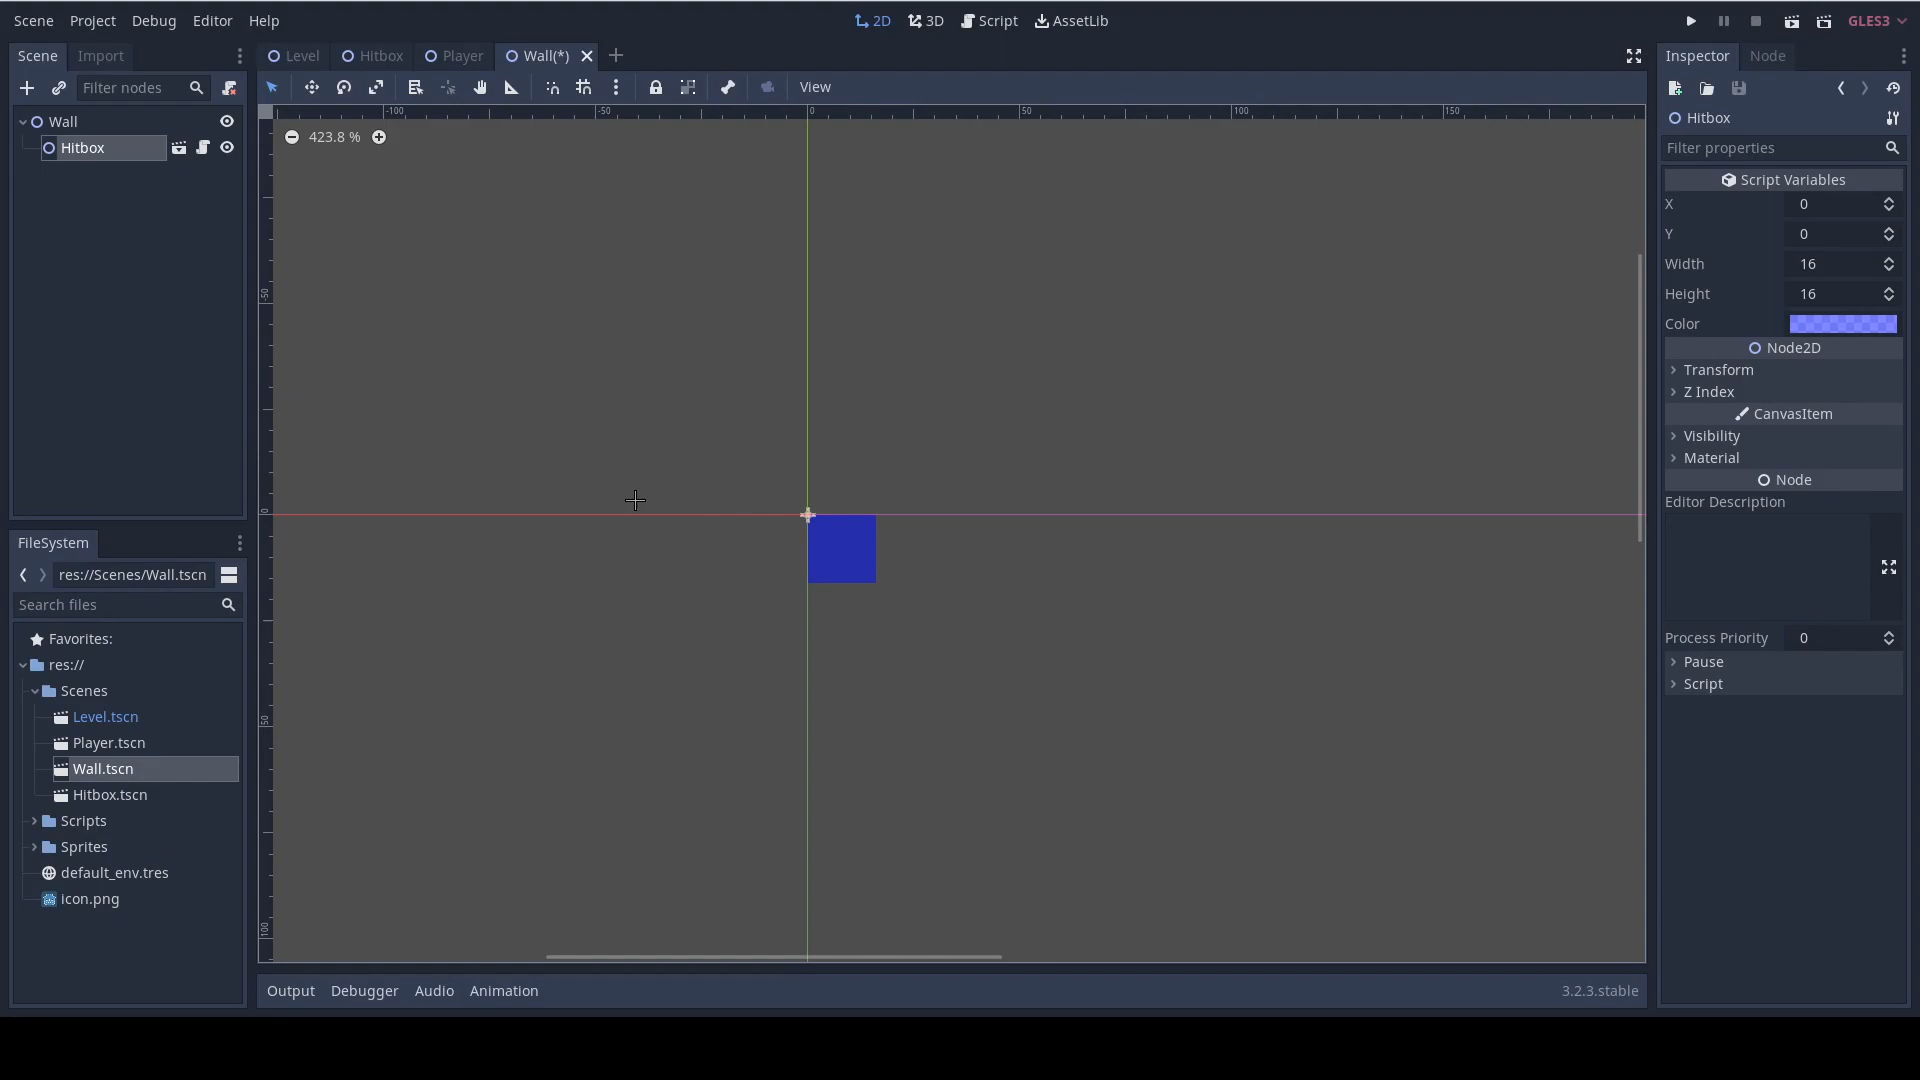 Scene Project Debug Editor Help 2D 3D Script AssetLib GLES3
Scene Import Level Hitbox Player Wall(*) Inspector Node
Filter nodes View
-100 -50 0 50 100 150
Wall 423.8 % Hitbox
Hitbox Filter properties
Script Variables
X 0
Y 0
Width 16
-50
Height 16
Color
Node2D
Transform
Z Index
CanvasItem
Visibility
Material
Node
Editor Description
0
FileSystem
res://Scenes/Wall.tscn
Search files
Favorites: Process Priority 0
res:// Pause
Scenes Script
Level.tscn
50
Player.tscn
Wall.tscn
Hitbox.tscn
Scripts
Sprites
default_env.tres
icon.png
100
Output Debugger Audio Animation 3.2.3.stable